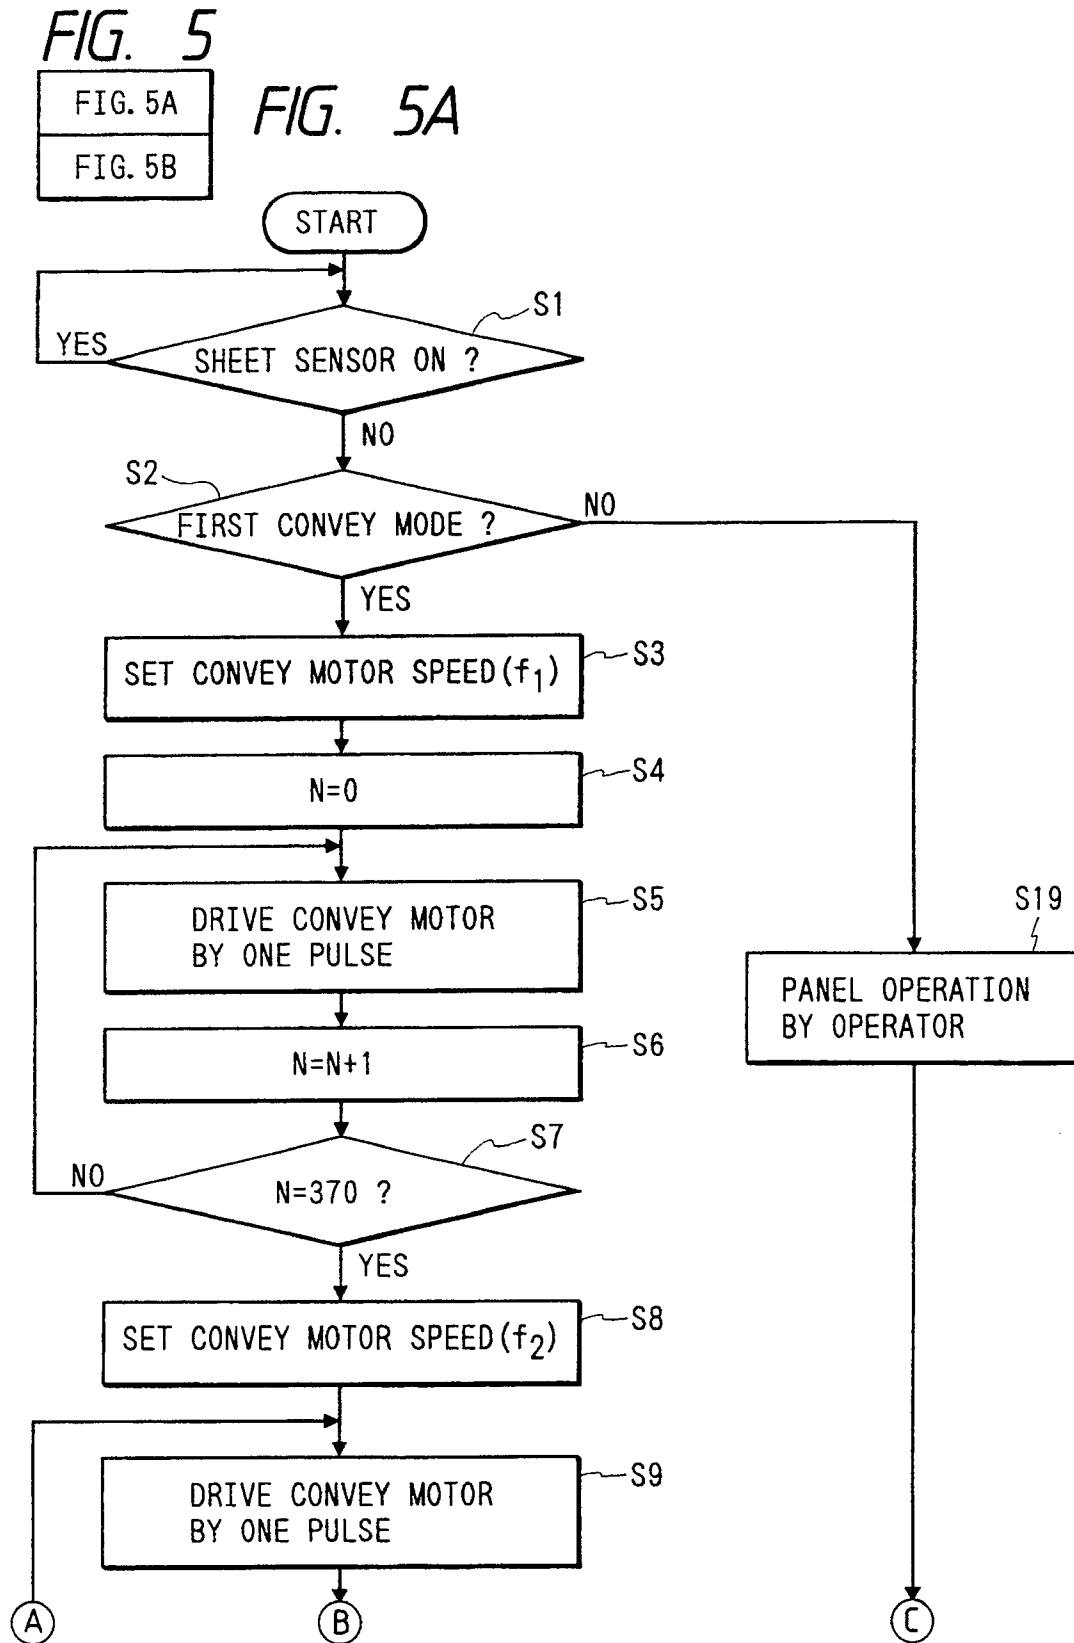 FIG. 5
FIG. 5A
FIG. 5B
FIG. 5A
START
S1
YES
SHEET SENSOR ON ?
NO
S2
FIRST CONVEY MODE ?
NO
YES
S3
SET CONVEY MOTOR SPEED(f1)
S4
N=0
S5
DRIVE CONVEY MOTOR
BY ONE PULSE
S19
PANEL OPERATION
BY OPERATOR
S6
N=N+1
S7
NO
N=370 ?
YES
S8
SET CONVEY MOTOR SPEED(f2)
S9
DRIVE CONVEY MOTOR
BY ONE PULSE
A
B
C